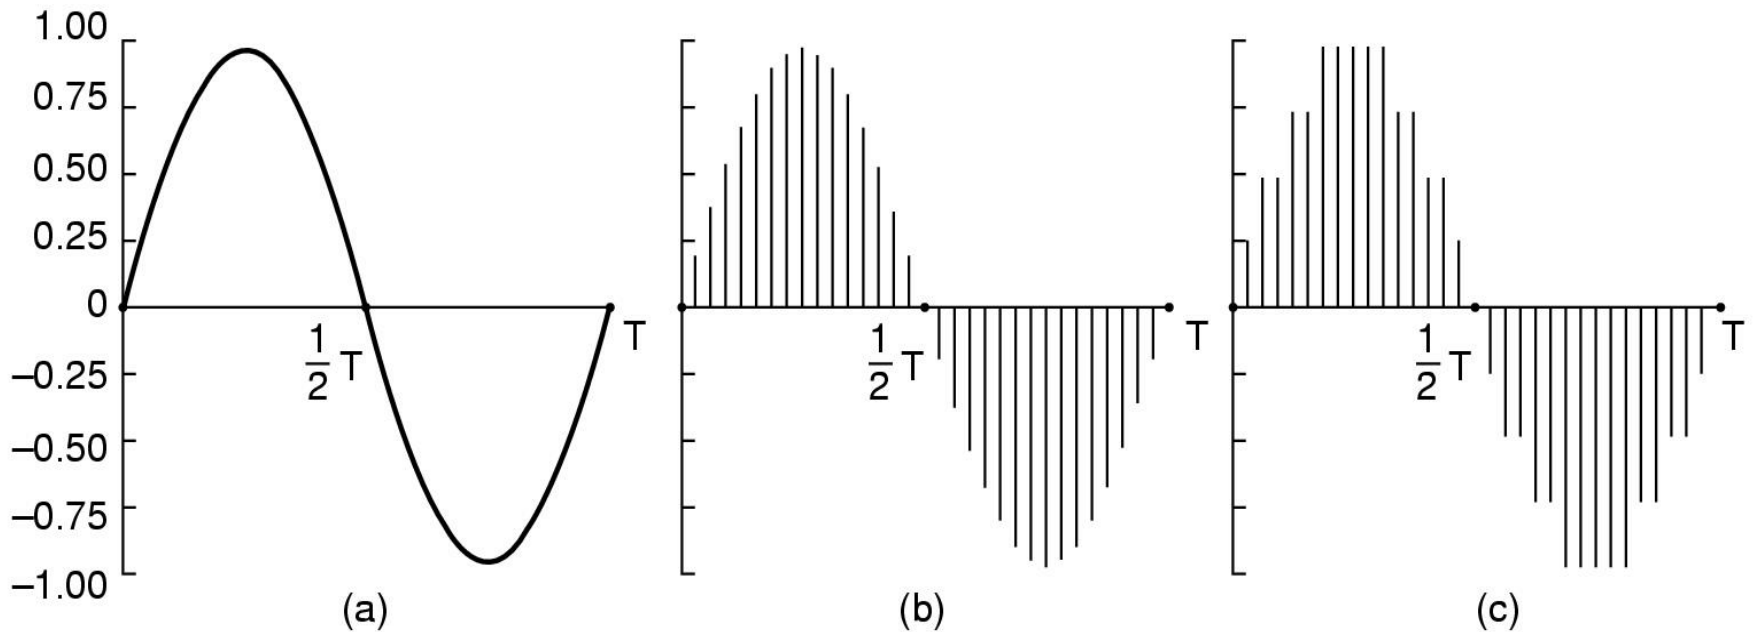 1.00
0.75
0.50
0.25
0
–0.25
–0.50
–0.75
–1.00
1/2 T
T
(a)
1/2 T
T
(b)
1/2 T
T
(c)